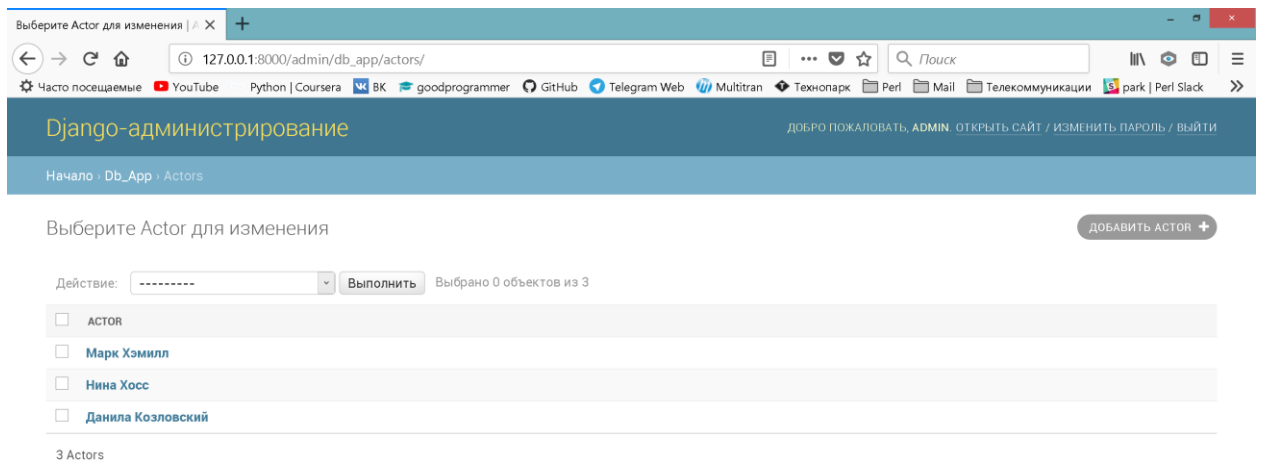 Выберите Actor для изменения | A
127.0.0.1:8000/admin/db_app/actors/
Поиск
Часто посещаемые YouTube Python | Coursera ВК goodprogrammer GitHub Telegram Web Multitran Технопарк Perl Mail Телекоммуникации park | Perl Slack
Django-администрирование
ДОБРО ПОЖАЛОВАТЬ, ADMIN. ОТКРЫТЬ САЙТ / ИЗМЕНИТЬ ПАРОЛЬ / ВЫЙТИ
Начало › Db_App › Actors
Выберите Actor для изменения
ДОБАВИТЬ ACTOR +
Действие: --------- Выполнить Выбрано 0 объектов из 3
ACTOR
Марк Хэмилл
Нина Хосс
Данила Козловский
3 Actors